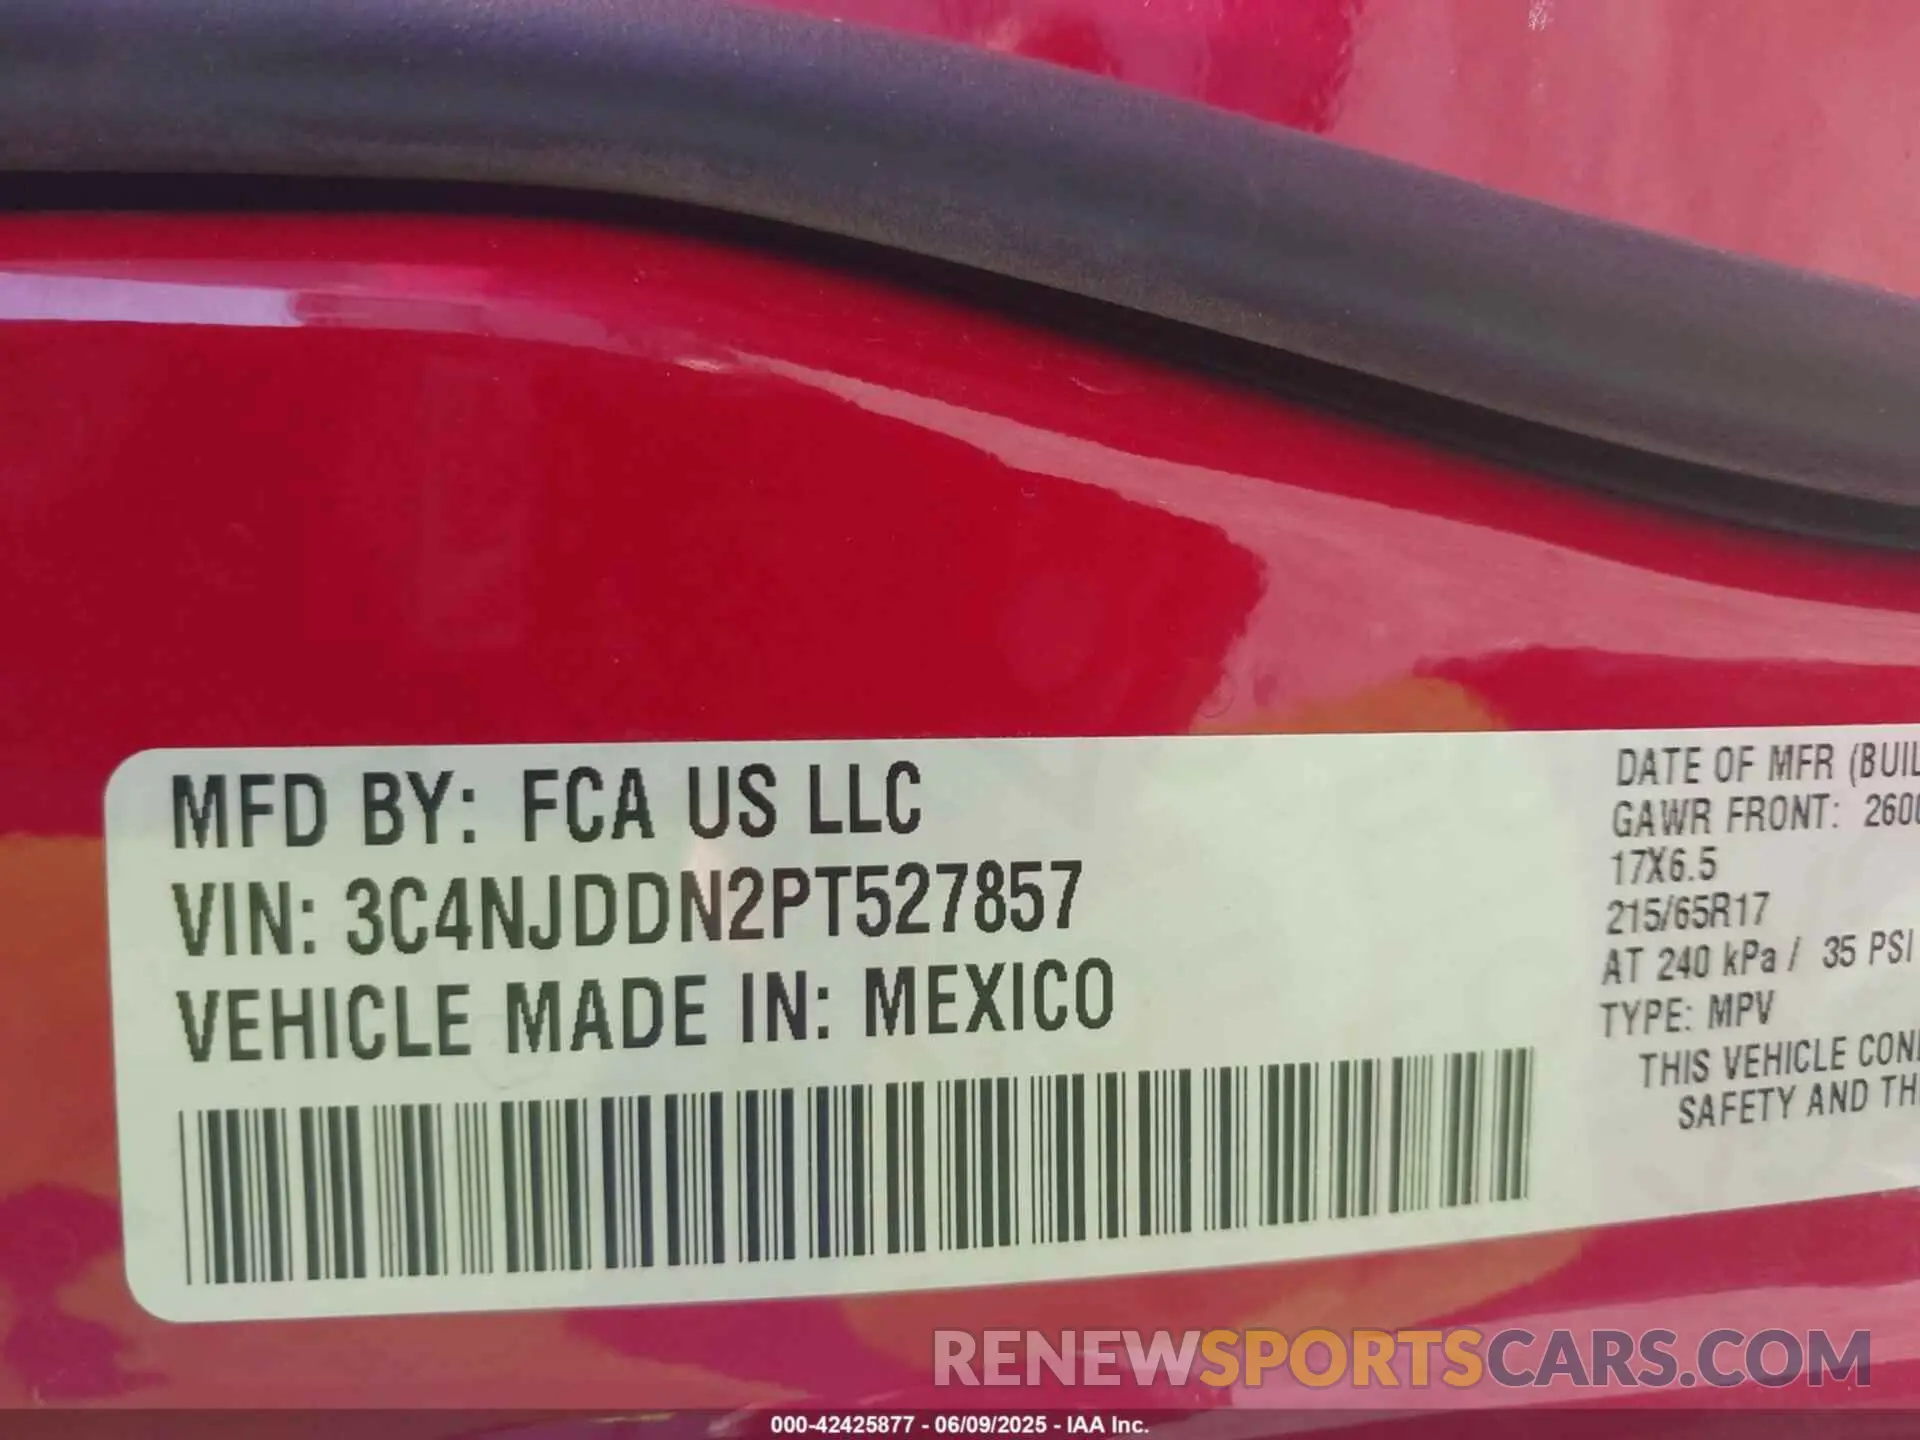 MFD BY: FCA US LLC
VIN: 3C4NJDDN2PT527857
VEHICLE MADE IN: MEXICO
DATE OF MFR (BUIL
GAWR FRONT: 2600
17X6.5
215/65R17
AT 240 kPa / 35 PSI
TYPE: MPV
THIS VEHICLE CON
SAFETY AND TH
RENEWSPORTSCARS.COM
000-42425877 - 06/09/2025 - IAA Inc.